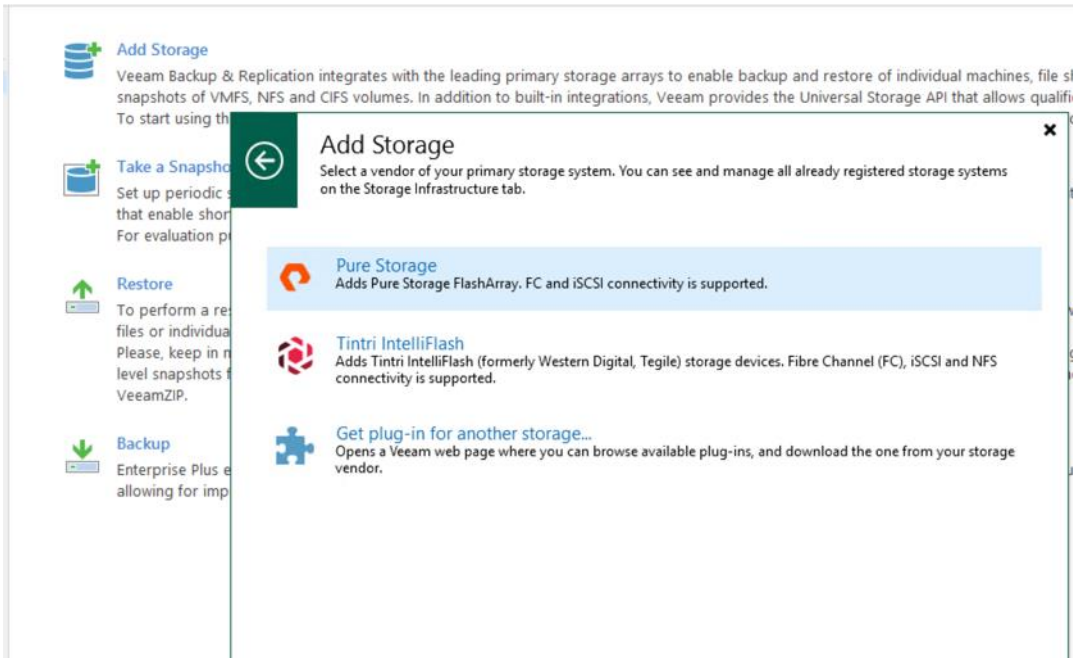 Add Storage
Veeam Backup & Replication integrates with the leading primary storage arrays to enable backup and restore of individual machines, file
snapshots of VMFS, NFS and CIFS volumes. In addition to built-in integrations, Veeam provides the Universal Storage API that allows
To start using
Add Storage
Select a vendor of your primary storage system. You can see and manage all already registered storage systems
on the Storage Infrastructure tab.
Take a
Set up periodic
that enable
For evaluation
Pure Storage
Adds Pure Storage FlashArray. FC and iSCSI connectivity is supported.
Restore
To perform a
files or
Please, keep in
level snapshots
VeeamZIP.
Tintri IntelliFlash
Adds Tintri IntelliFlash (formerly Western Digital, Tegile) storage devices. Fibre Channel (FC), iSCSI and NFS
connectivity is supported.
Get plug-in for another storage...
Opens a Veeam web page where you can browse available plug-ins, and download the one from your storage
vendor.
Backup
Enterprise Plus
allowing for